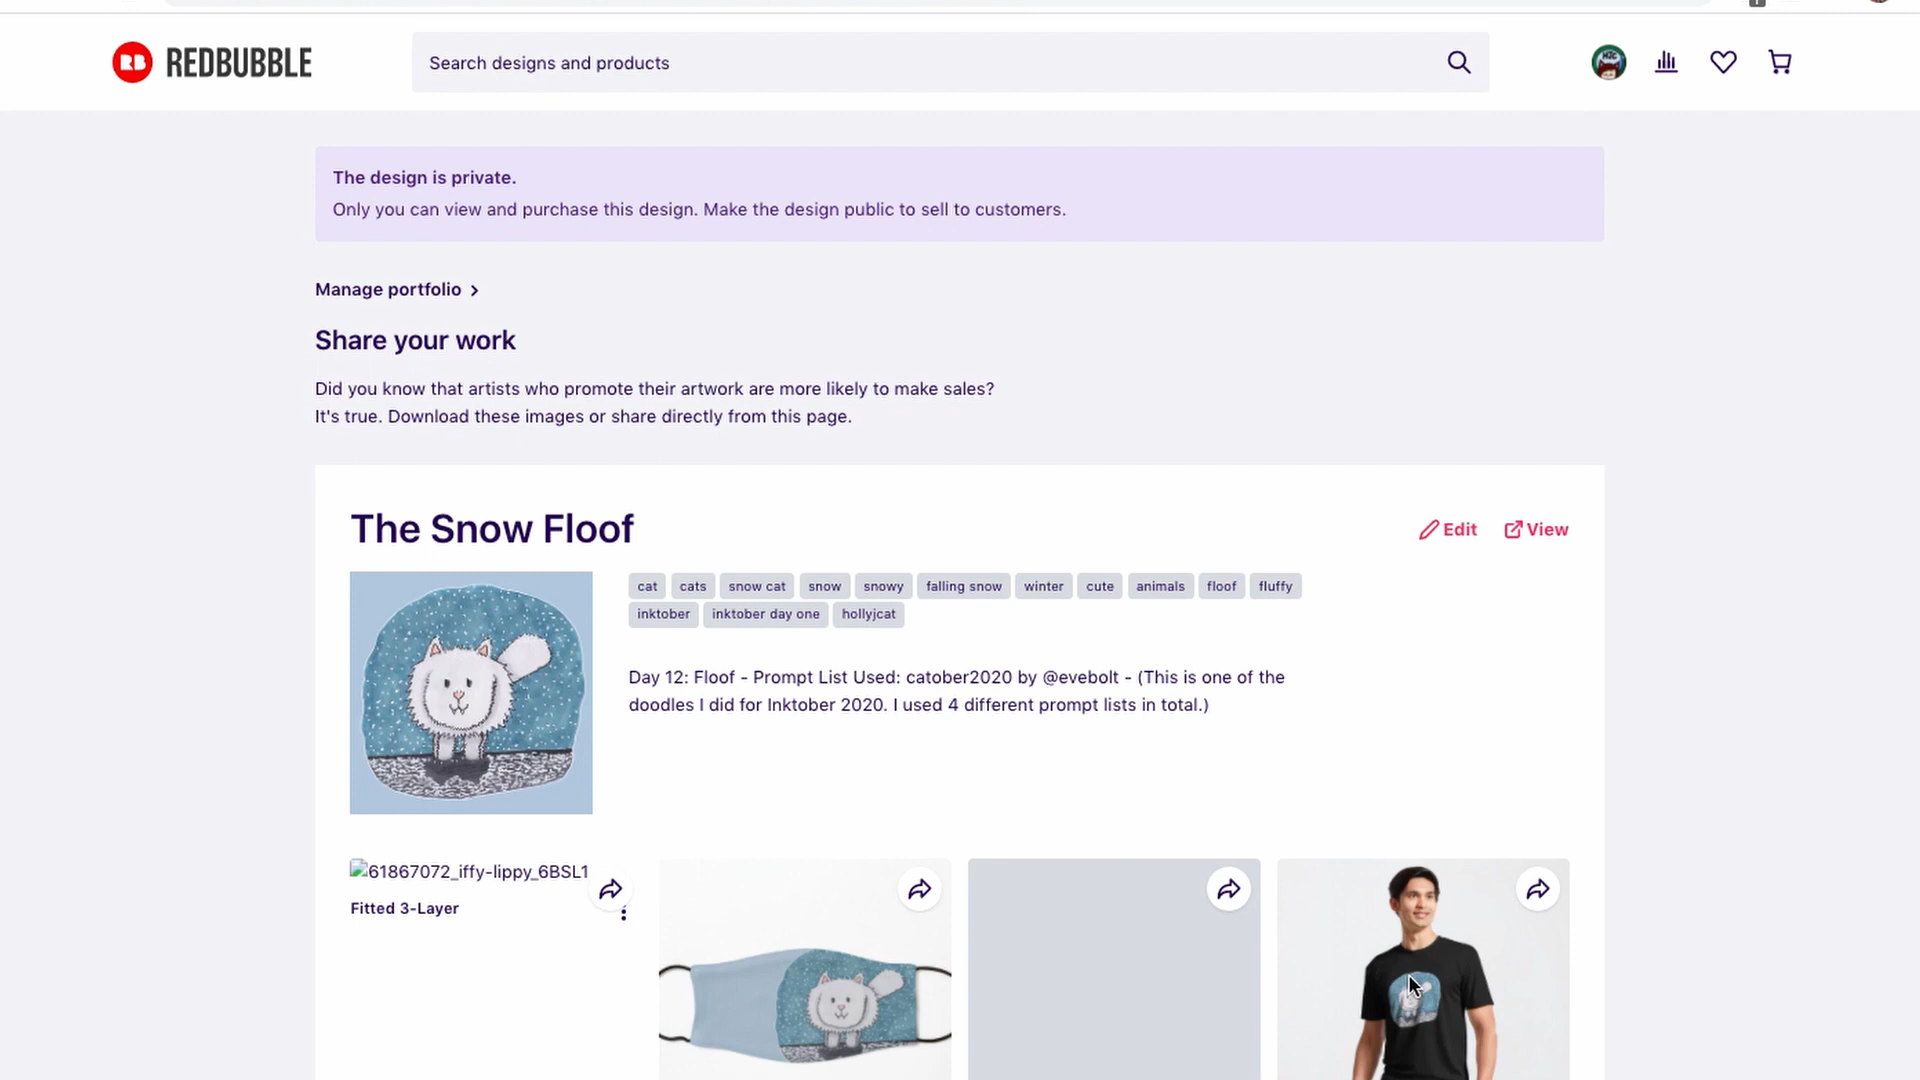 RB REDBUBBLE
Search designs and products
The design is private.
Only you can view and purchase this design. Make the design public to sell to customers.
Manage portfolio
Share your work
Did you know that artists who promote their artwork are more likely to make sales?
It's true. Download these images or share directly from this page.
The Snow Floof
Edit
View
cat cats snow cat snow snowy falling snow winter cute animals floof fluffy
inktober inktober day one hollyjcat
Day 12: Floof - Prompt List Used: catober2020 by @evebolt - (This is one of the
doodles I did for Inktober 2020. I used 4 different prompt lists in total.)
61867072_iffy-lippy_6BSL1
Fitted 3-Layer